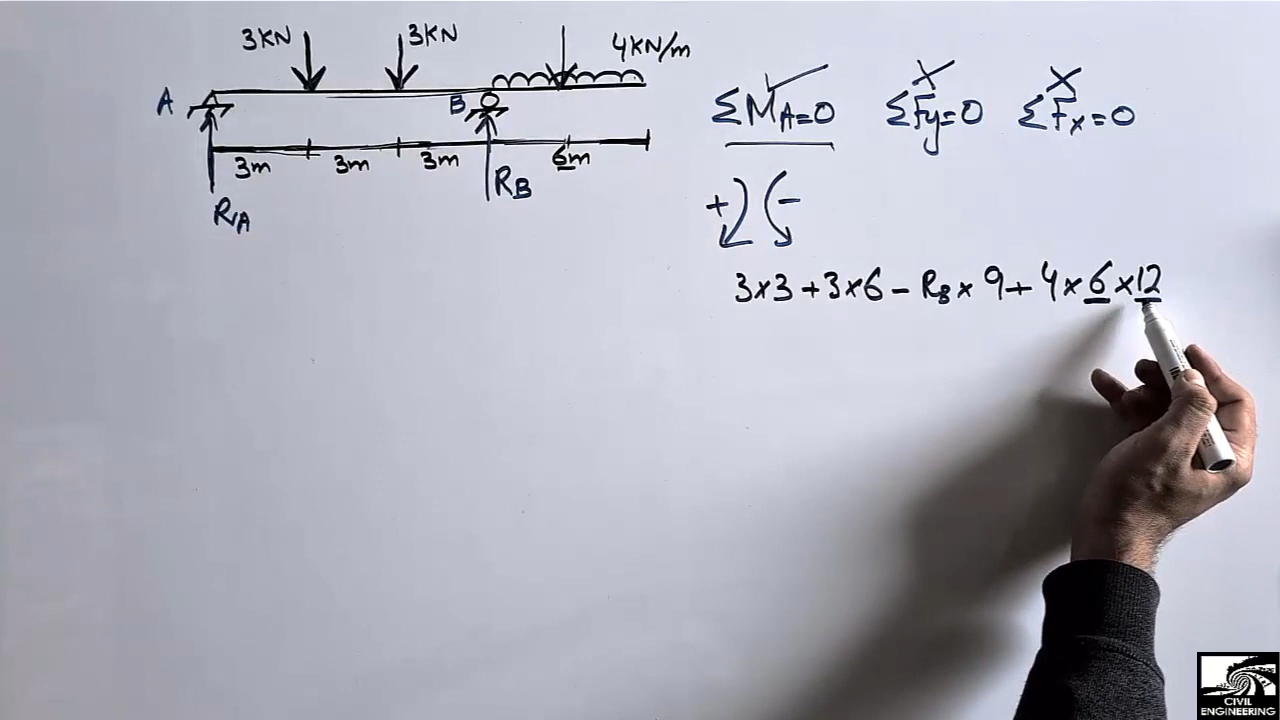 3KN 3KN 4KN/m
A B
3m 3m 3m 6m
RA RB
ΣMA=0 ΣFy=0 ΣFx=0
+ −
3×3+3×6−RB×9+4×6×12
CIVIL
ENGINEERING